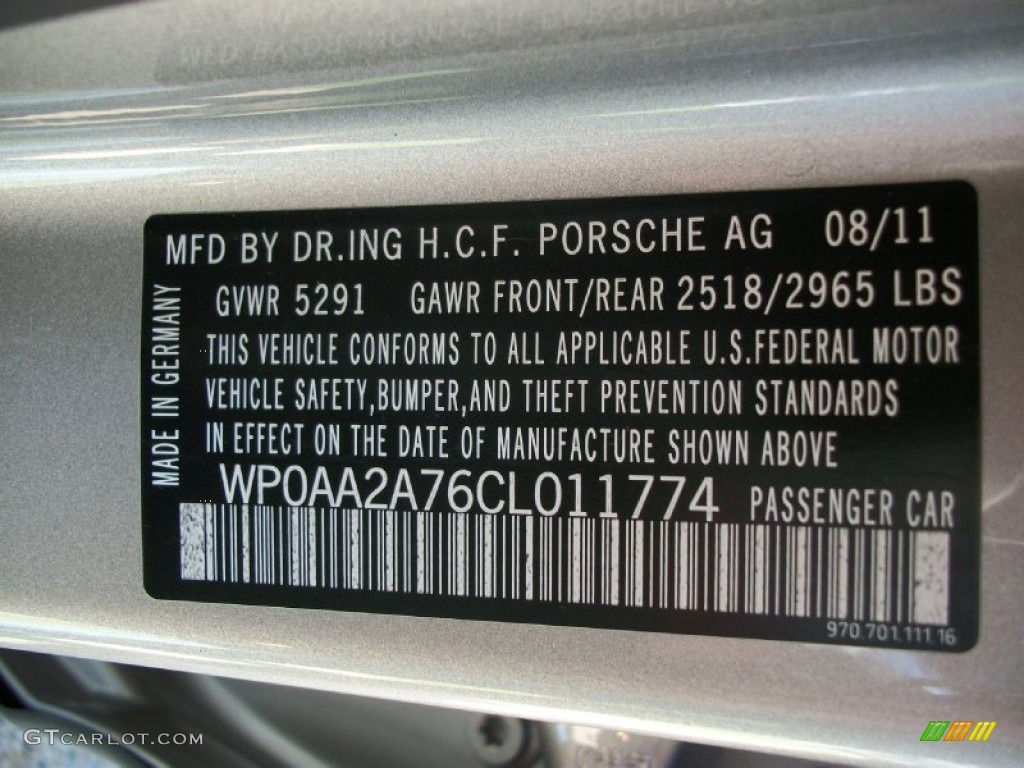 MFD BY DR.ING H.C.F. PORSCHE AG 08/11
GVWR 5291 GAWR FRONT/REAR 2518/2965 LBS
THIS VEHICLE CONFORMS TO ALL APPLICABLE U.S.FEDERAL MOTOR
VEHICLE SAFETY,BUMPER,AND THEFT PREVENTION STANDARDS
IN EFFECT ON THE DATE OF MANUFACTURE SHOWN ABOVE
MADE IN GERMANY
WP0AA2A76CL011774 PASSENGER CAR
970.701.111.16
GTCARLOT.COM